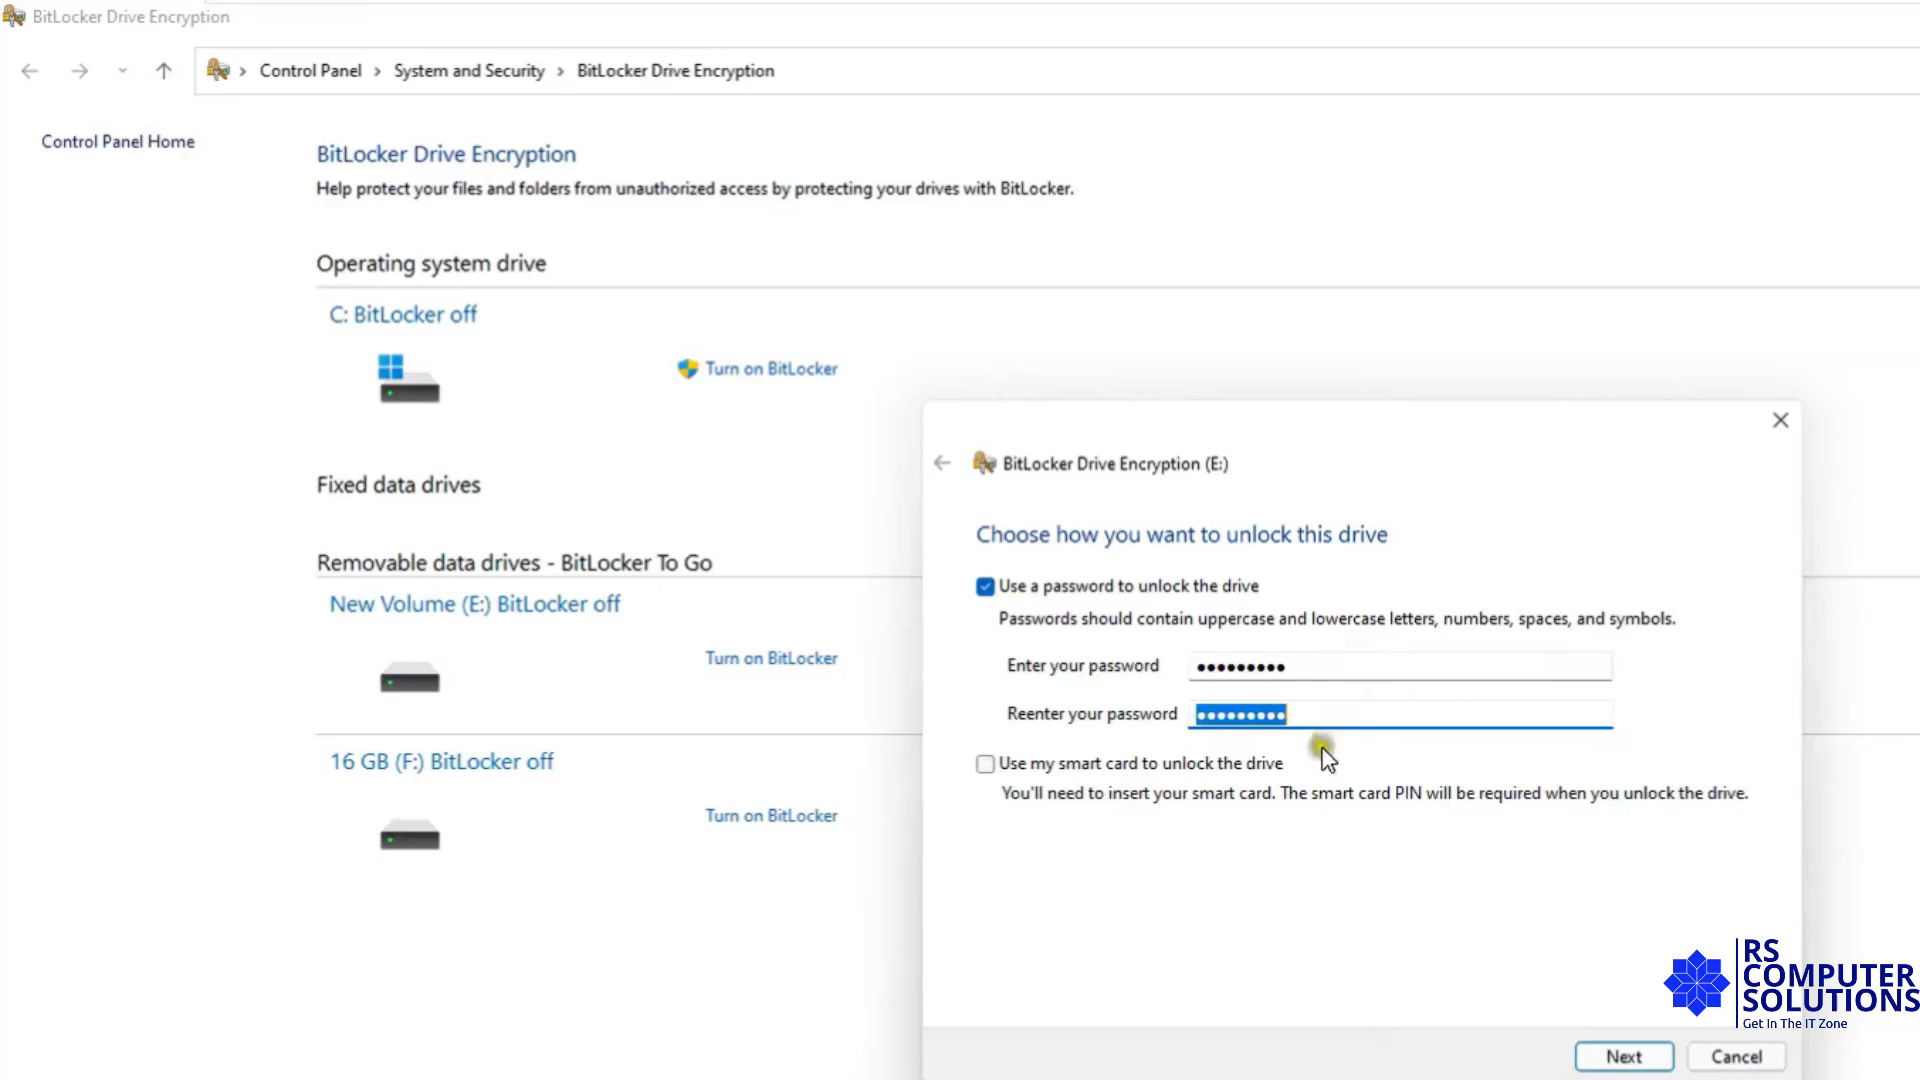 BitLocker Drive Encryption
Control Panel > System and Security > BitLocker Drive Encryption
Control Panel Home
BitLocker Drive Encryption
Help protect your files and folders from unauthorized access by protecting your drives with BitLocker.
Operating system drive
C: BitLocker off
Turn on BitLocker
Fixed data drives
Removable data drives - BitLocker To Go
New Volume (E:) BitLocker off
Turn on BitLocker
16 GB (F:) BitLocker off
Turn on BitLocker
BitLocker Drive Encryption (E:)
Choose how you want to unlock this drive
Use a password to unlock the drive
Passwords should contain uppercase and lowercase letters, numbers, spaces, and symbols.
Enter your password •••••••••
Reenter your password •••••••••
Use my smart card to unlock the drive
You'll need to insert your smart card. The smart card PIN will be required when you unlock the drive.
Next
Cancel
RS
COMPUTER
SOLUTIONS
Get In The IT Zone